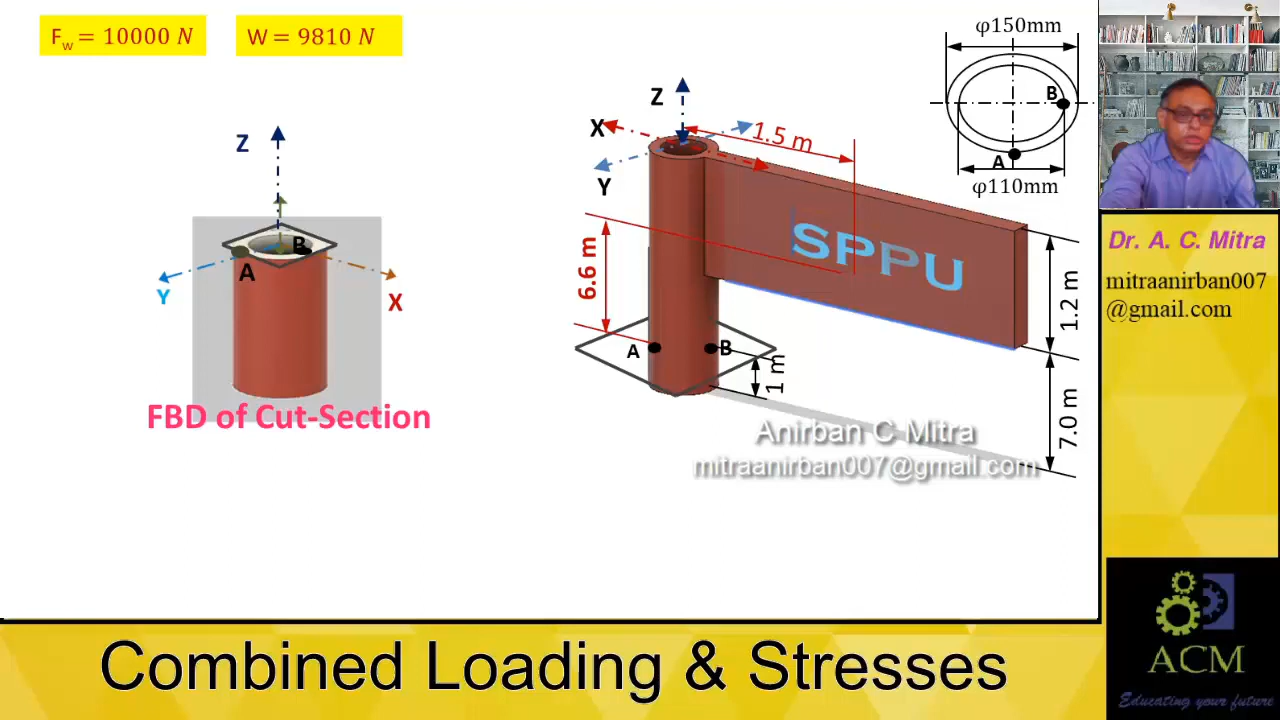 F_w = 10000 N
W = 9810 N
φ150mm
B
A
φ110mm
Z
X
Y
1.5 m
SPPU
6.6 m
1.2 m
A
B
1 m
7.0 m
Z
B
A
Y
X
FBD of Cut-Section
Anirban C Mitra
mitraanirban007@gmail.com
Dr. A. C. Mitra
mitraanirban007
@gmail.com
Combined Loading & Stresses
ACM
Educating your future